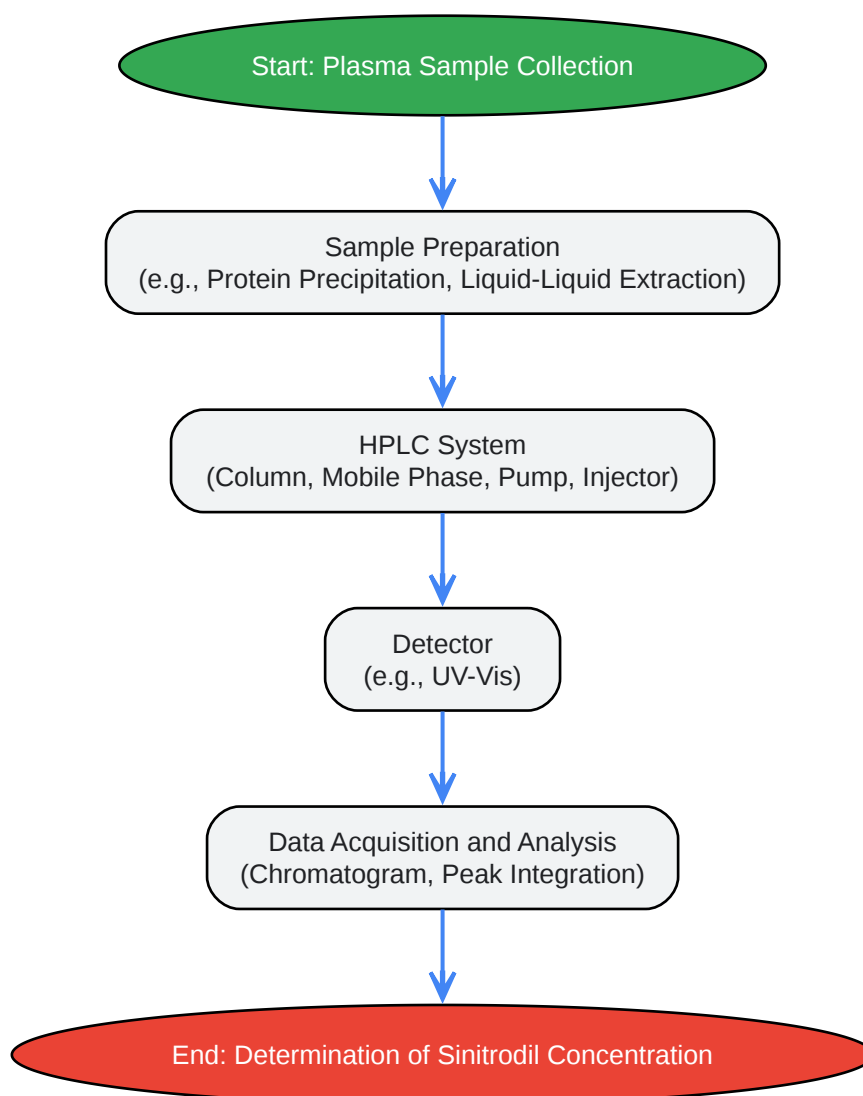 Start: Plasma Sample Collection
Sample Preparation
(e.g., Protein Precipitation, Liquid-Liquid Extraction)
HPLC System
(Column, Mobile Phase, Pump, Injector)
Detector
(e.g., UV-Vis)
Data Acquisition and Analysis
(Chromatogram, Peak Integration)
End: Determination of Sinitrodil Concentration